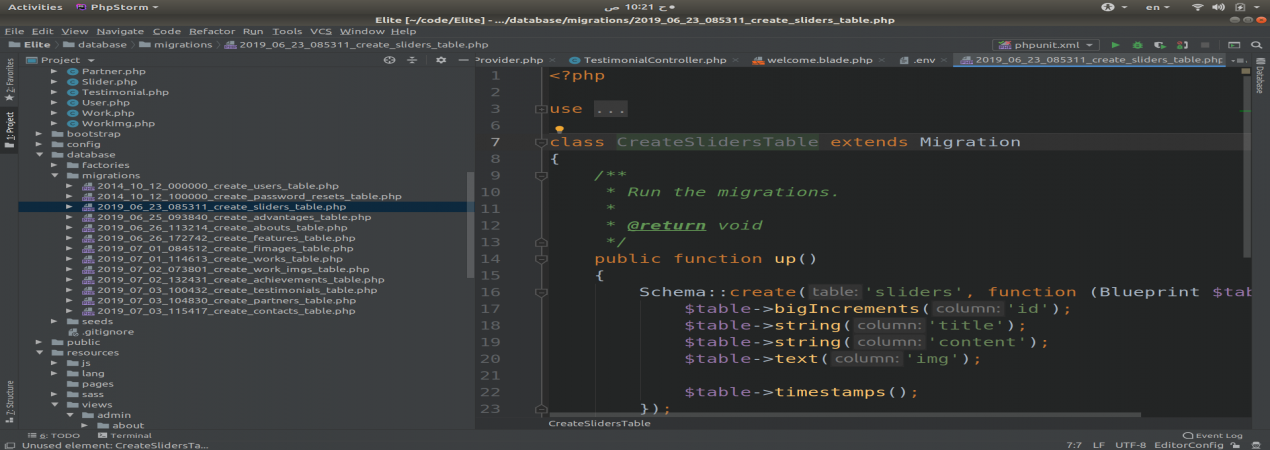 Activities PhpStorm 10:21 ص ح en
Elite [~/code/Elite] - .../database/migrations/2019_06_23_085311_create_sliders_table.php
File Edit View Navigate Code Refactor Run Tools VCS Window Help
Elite database migrations 2019_06_23_085311_create_sliders_table.php phpunit.xml
Project
Provider.php TestimonialController.php welcome.blade.php .env 2019_06_23_085311_create_sliders_table.php
2: Favorites
1: Project
2: Structure
Database
Partner.php
Slider.php
Testimonial.php
User.php
Work.php
WorkImg.php
bootstrap
config
database
factories
migrations
2014_10_12_000000_create_users_table.php
2014_10_12_100000_create_password_resets_table.php
2019_06_23_085311_create_sliders_table.php
2019_06_25_093840_create_advantages_table.php
2019_06_26_113214_create_abouts_table.php
2019_06_26_172742_create_features_table.php
2019_07_01_084512_create_fimages_table.php
2019_07_01_114613_create_works_table.php
2019_07_02_073801_create_work_imgs_table.php
2019_07_02_132431_create_achievements_table.php
2019_07_03_100432_create_testimonials_table.php
2019_07_03_104830_create_partners_table.php
2019_07_03_115417_create_contacts_table.php
seeds
.gitignore
public
resources
js
lang
pages
sass
views
admin
about
1 <?php
2
3 use ...
6
7 class CreateSlidersTable extends Migration
8 {
9 /**
10 * Run the migrations.
11 *
12 * @return void
13 */
14 public function up()
15 {
16 Schema::create( table: 'sliders', function (Blueprint $tab
17 $table->bigIncrements( column: 'id');
18 $table->string( column: 'title');
19 $table->string( column: 'content');
20 $table->text( column: 'img');
21
22 $table->timestamps();
23 });
CreateSlidersTable
6: TODO Terminal Event Log
Unused element: CreateSlidersTa... 7:7 LF UTF-8 EditorConfig